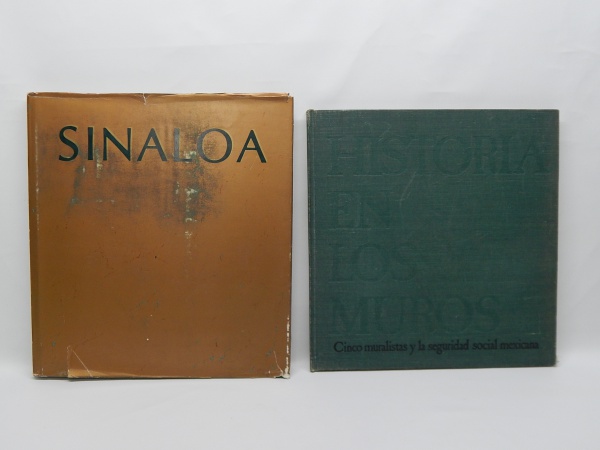 SINALOA
HISTORIA
EN
LOS
MUROS
Cinco muralistas y la seguridad social mexicana